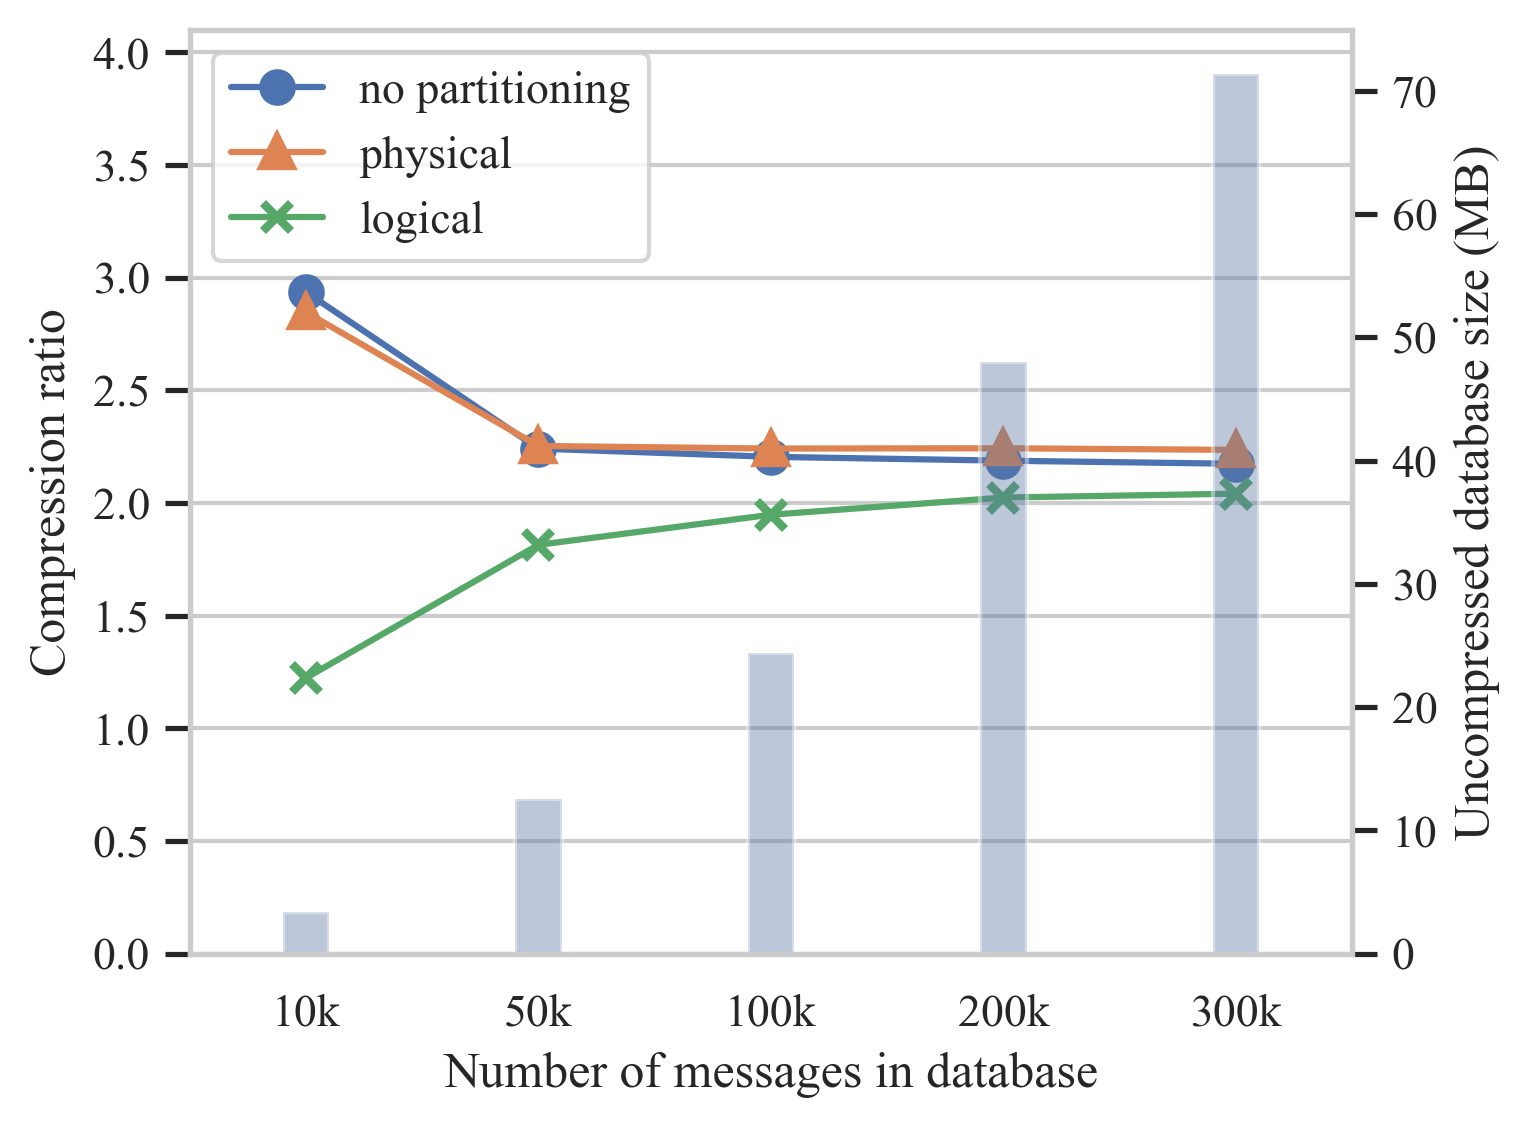 no partitioning
physical
logical
Compression ratio
4.0
3.5
3.0
2.5
2.0
1.5
1.0
0.5
0.0
70
60
50
40
30
20
10
0
Uncompressed database size (MB)
10k 50k 100k 200k 300k
Number of messages in database